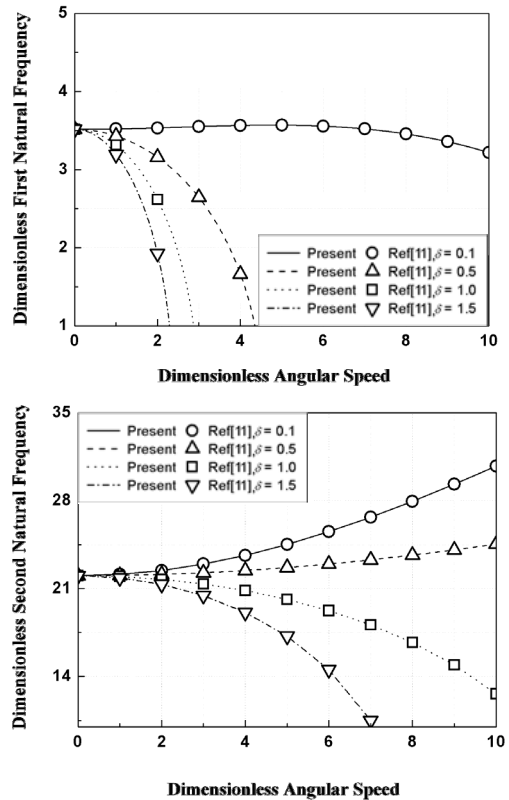 Dimensionless First Natural Frequency
5
4
3
2
1
0 2 4 6 8 10
Present Ref[11],δ = 0.1
Present Ref[11],δ = 0.5
Present Ref[11],δ = 1.0
Present Ref[11],δ = 1.5
Dimensionless Angular Speed
Dimensionless Second Natural Frequency
35
28
21
14
0 2 4 6 8 10
Present Ref[11],δ = 0.1
Present Ref[11],δ = 0.5
Present Ref[11],δ = 1.0
Present Ref[11],δ = 1.5
Dimensionless Angular Speed